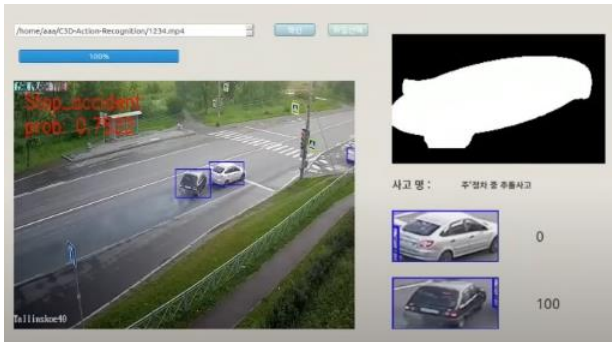 /home/aaa/C3D-Action-Recognition/1234.mp4
100%
Stop_accident
prob: 0.7
사고 명 : 주*정차 중 추돌사고
0
100
Tallinskoe40